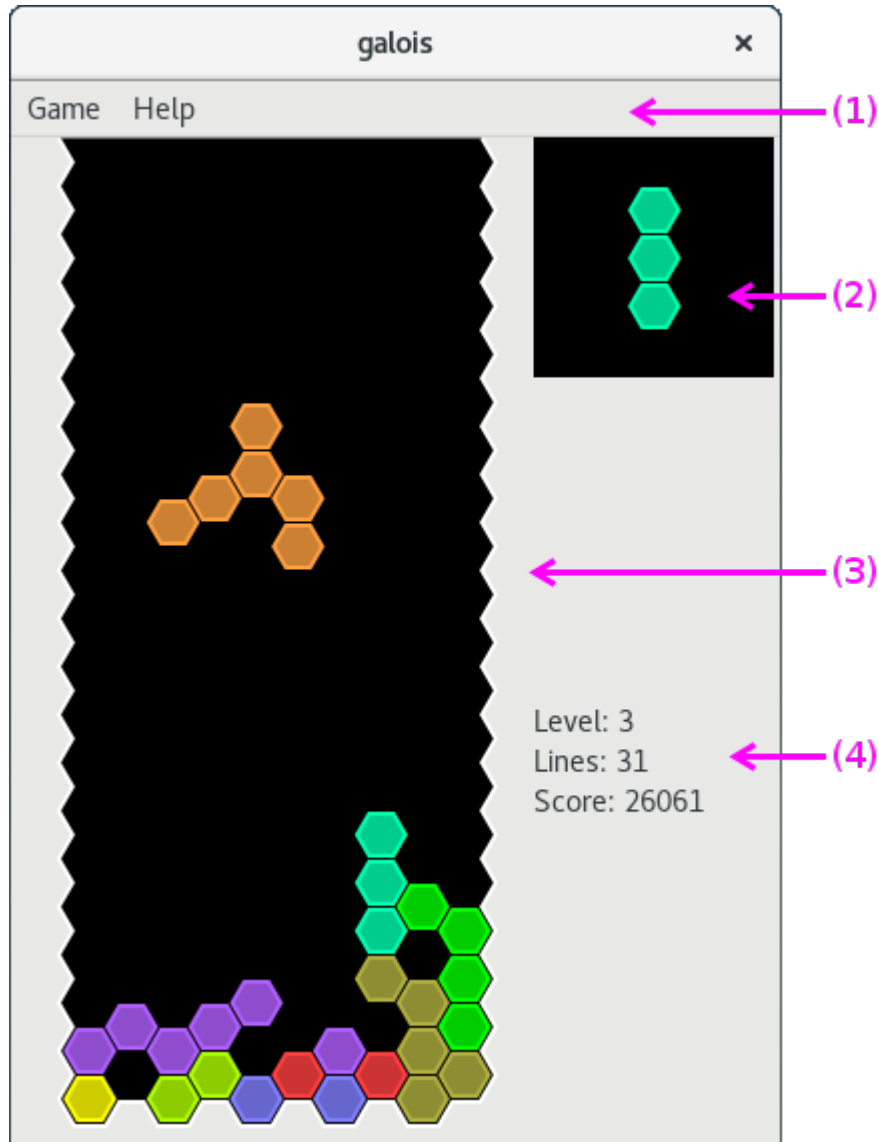 galois ×
Game Help
(1)
(2)
(3)
Level: 3
Lines: 31
(4)
Score: 26061